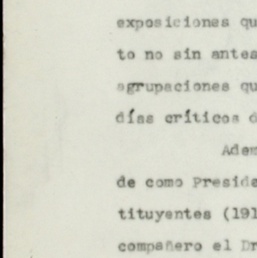 exposiciones qu
to no sin antes
agrupaciones qu
días críticos d
Adem
de como Preside
tituyentes (191
compañero el Dr